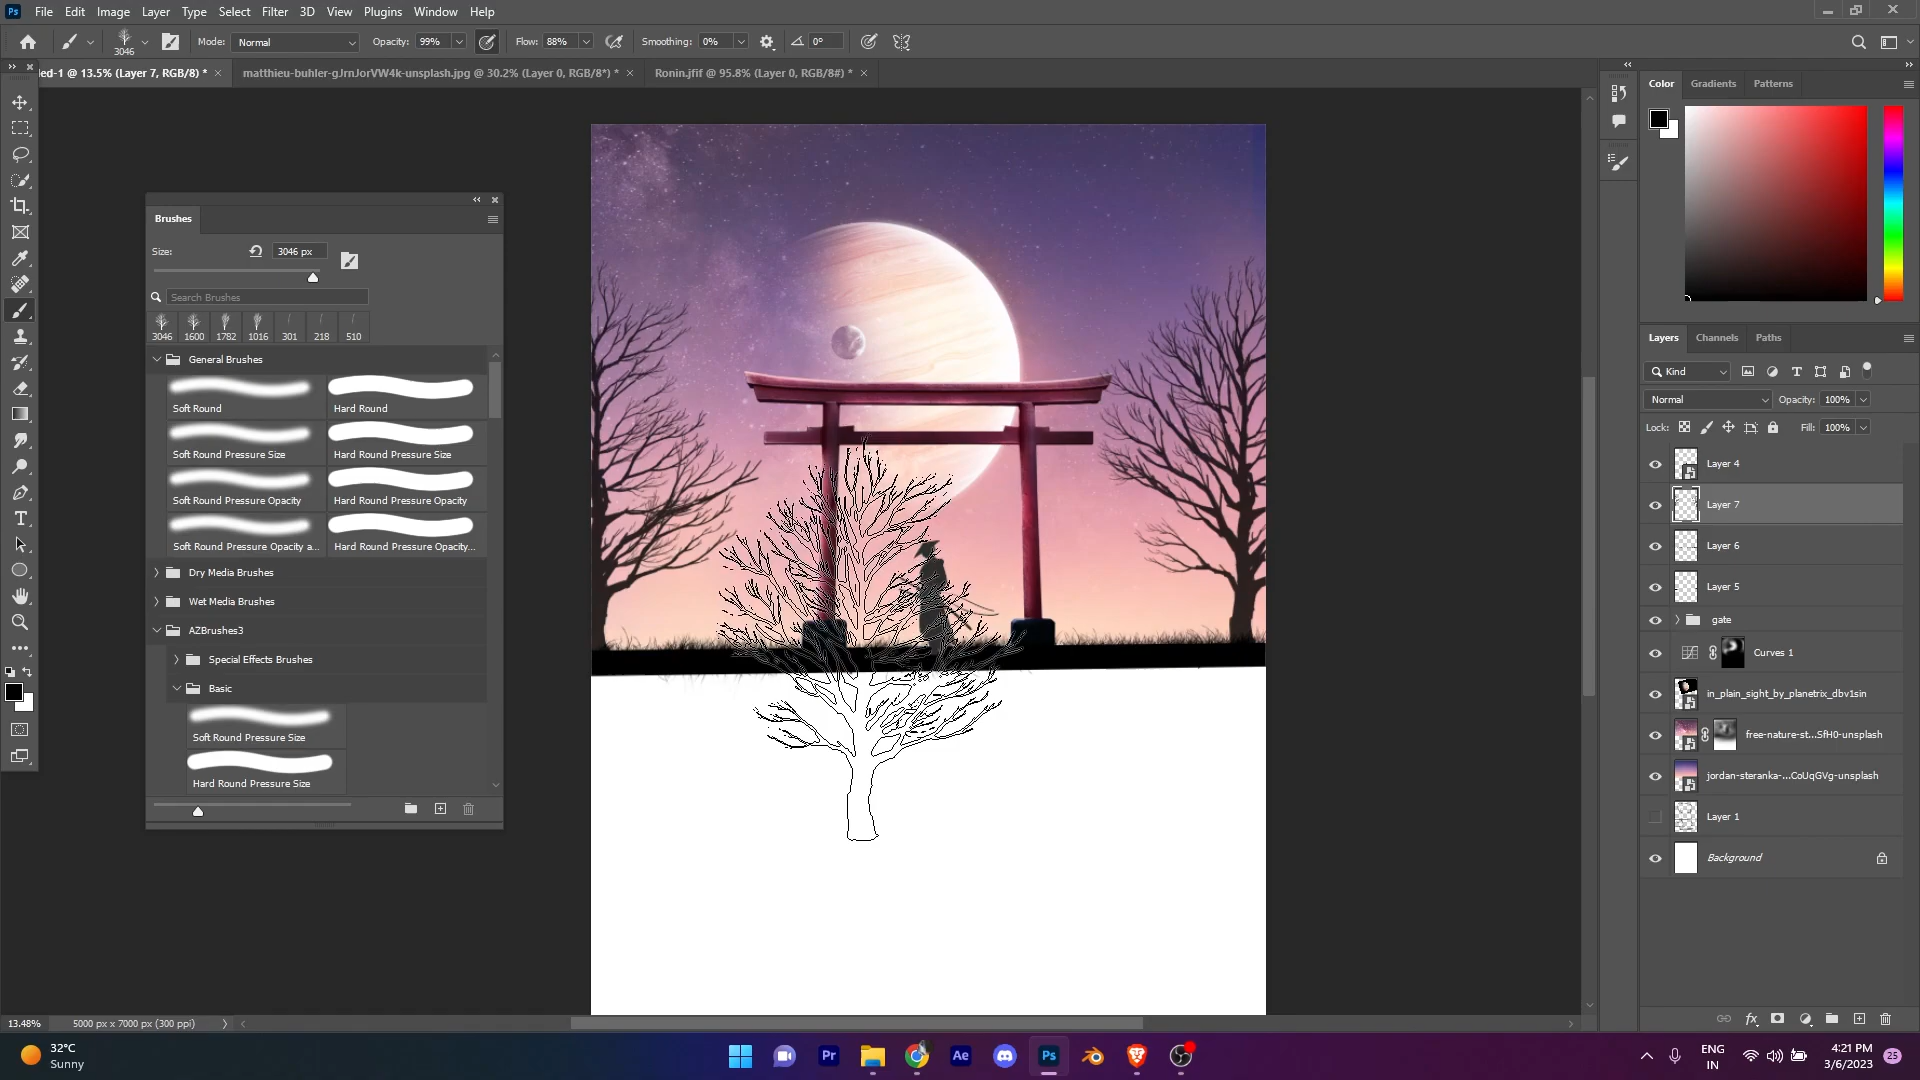 Ps File Edit Image Layer Type Select Filter 3D View Plugins Window Help
3046 Mode: Normal Opacity: 99% Flow: 88% Smoothing: 0% 0°
led-1 @ 13.5% (Layer 7, RGB/8) * × matthieu-buhler-gJrnJorVW4k-unsplash.jpg @ 30.2% (Layer 0, RGB/8*) * × Ronin.jfif @ 95.8% (Layer 0, RGB/8#) * ×
Brushes
Size: 3046 px
Search Brushes
3046 1600 1782 1016 301 218 510
General Brushes
Soft Round Hard Round
Soft Round Pressure Size Hard Round Pressure Size
Soft Round Pressure Opacity Hard Round Pressure Opacity
Soft Round Pressure Opacity a... Hard Round Pressure Opacity...
Dry Media Brushes
Wet Media Brushes
AZBrushes3
Special Effects Brushes
Basic
Soft Round Pressure Size
Hard Round Pressure Size
Color Gradients Patterns
Layers Channels Paths
Kind
Normal Opacity: 100%
Lock: Fill: 100%
Layer 4
Layer 7
Layer 6
Layer 5
gate
Curves 1
in_plain_sight_by_planetrix_dbv1sin
free-nature-st...SfH0-unsplash
jordan-steranka-...CoUqGVg-unsplash
Layer 1
Background
13.48% 5000 px x 7000 px (300 ppi)
32°C
Sunny
Pr Ae Ps
ENG
IN
4:21 PM
3/6/2023
25